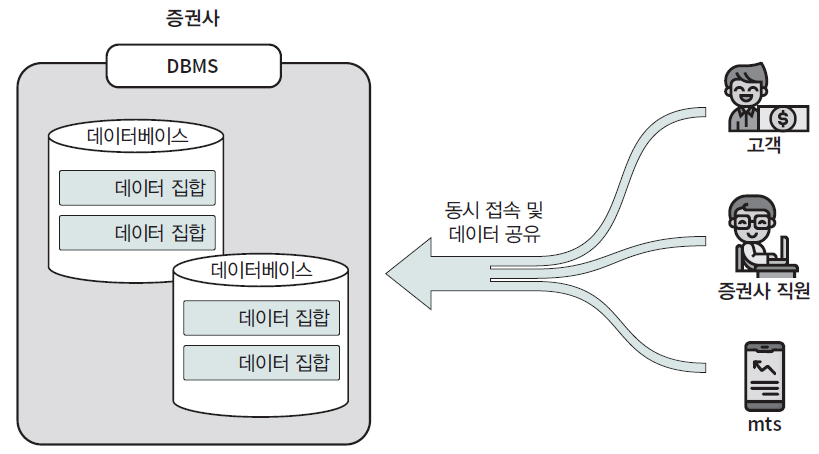 증권사
DBMS
데이터베이스
데이터 집합
데이터 집합
데이터베이스
데이터 집합
데이터 집합
동시 접속 및
데이터 공유
$
고객
증권사 직원
mts